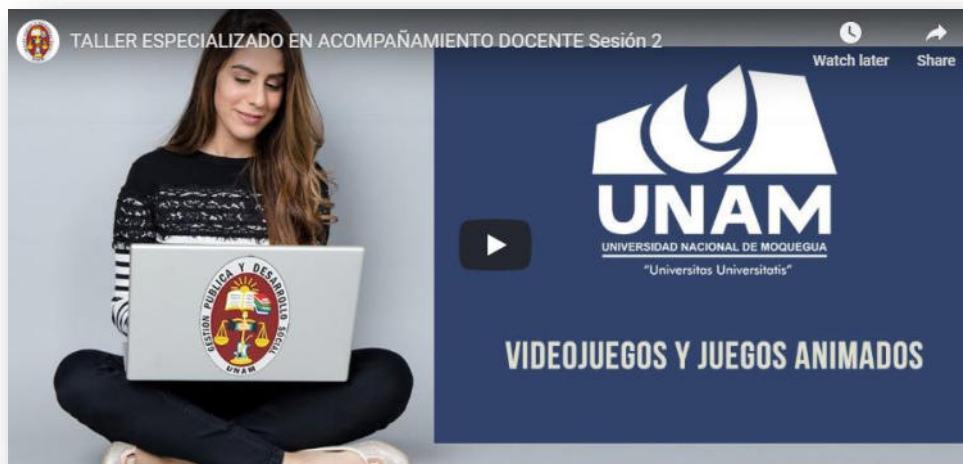 TALLER ESPECIALIZADO EN ACOMPAÑAMIENTO DOCENTE Sesión 2
Watch later
Share
UNAM
UNIVERSIDAD NACIONAL DE MOQUEGUA
"Universitas Universitatis"
GESTIÓN PUBLICA Y DESARROLLO SOCIAL
UNAM
VIDEOJUEGOS Y JUEGOS ANIMADOS